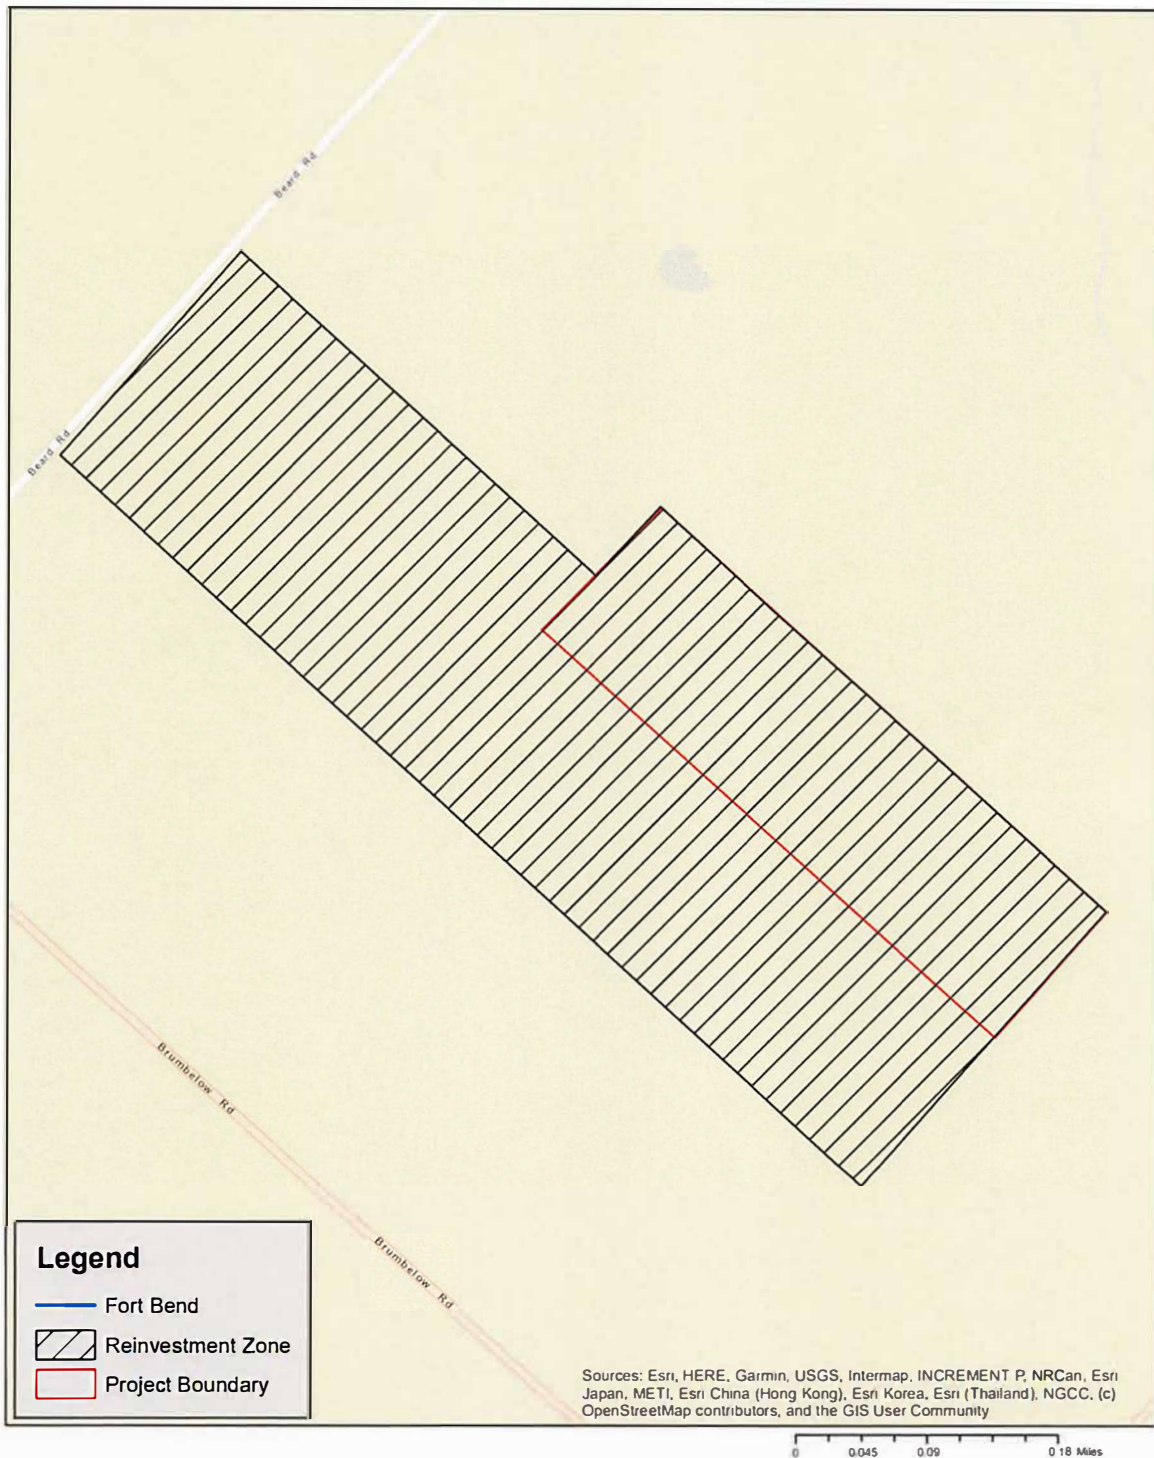 Beard Rd
Beard Rd
Brumbelow Rd
Brumbelow Rd
Legend
Fort Bend
Reinvestment Zone
Project Boundary
Sources: Esri, HERE, Garmin, USGS, Intermap, INCREMENT P, NRCan, Esri
Japan, METI, Esri China (Hong Kong), Esri Korea, Esri (Thailand), NGCC, (c)
OpenStreetMap contributors, and the GIS User Community
0 0.045 0.09 0.18 Miles